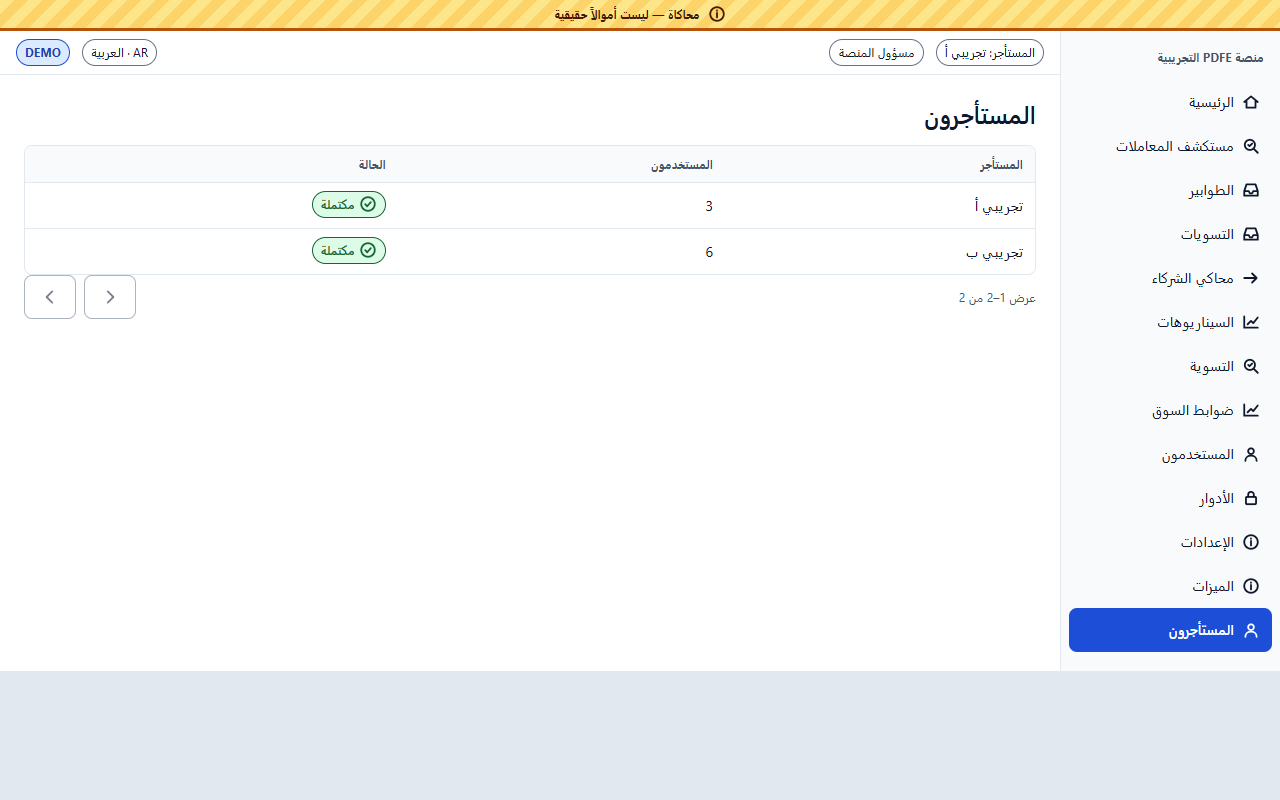 محاكاة — ليست أموالاً حقيقية
منصة PDFE التجريبية
الرئيسية
مستكشف المعاملات
الطوابير
التسويات
محاكي الشركاء
السيناريوهات
التسوية
ضوابط السوق
المستخدمون
الأدوار
الإعدادات
الميزات
المستأجرون
المستأجر: تجريبي أ
مسؤول المنصة
AR · العربية
DEMO
المستأجرون
المستأجر المستخدمون الحالة
تجريبي أ 3 مكتملة
تجريبي ب 6 مكتملة
عرض 1–2 من 2